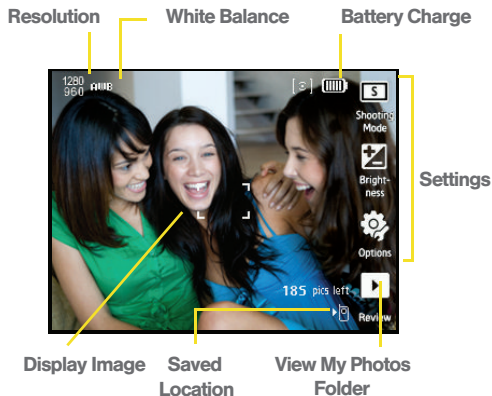 Resolution
White Balance
Battery Charge
1280
960
AWB
S
Shooting
Mode
Bright-
ness
Settings
Options
185 pics left
Review
Display Image
Saved
Location
View My Photos
Folder